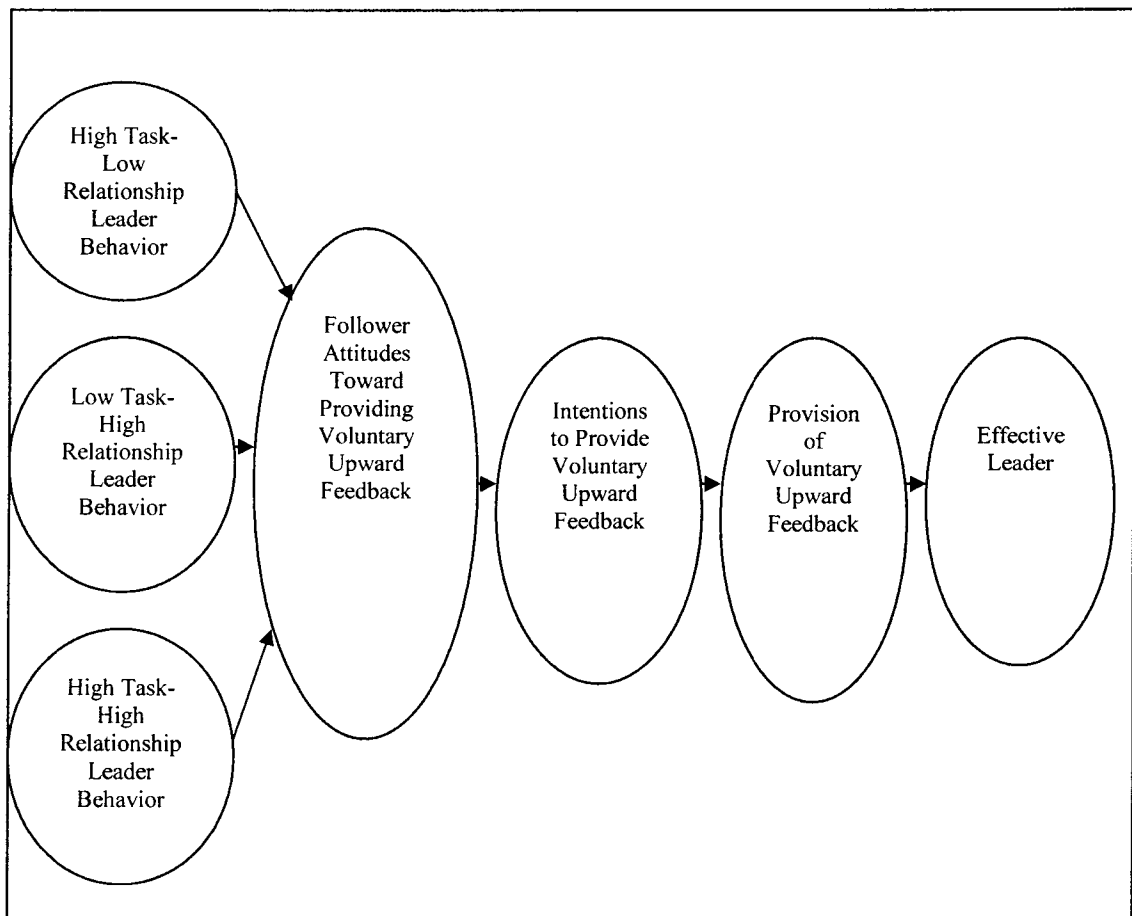 High Task-
Low
Relationship
Leader
Behavior
Low Task-
High
Relationship
Leader
Behavior
High Task-
High
Relationship
Leader
Behavior
Follower
Attitudes
Toward
Providing
Voluntary
Upward
Feedback
Intentions
to Provide
Voluntary
Upward
Feedback
Provision
of
Voluntary
Upward
Feedback
Effective
Leader